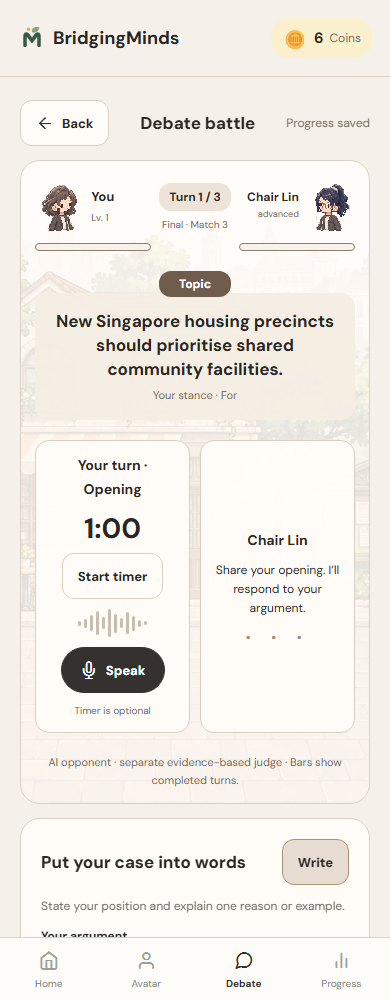 BridgingMinds
6 Coins
Back
Debate battle
Progress saved
You
Lv. 1
Turn 1 / 3
Final · Match 3
Chair Lin
advanced
Topic
New Singapore housing precincts
should prioritise shared
community facilities.
Your stance · For
Your turn ·
Opening
1:00
Start timer
Speak
Timer is optional
Chair Lin
Share your opening. I'll
respond to your
argument.
AI opponent · separate evidence-based judge · Bars show
completed turns.
Put your case into words
Write
State your position and explain one reason or example.
Your argument
Home
Avatar
Debate
Progress